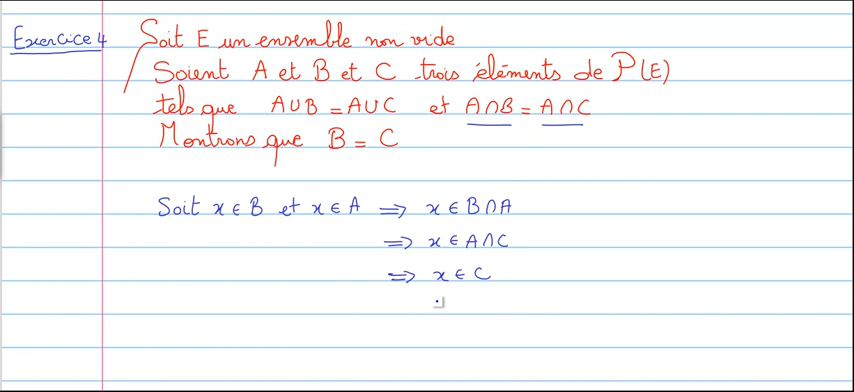 Exercice 4 Soit E un ensemble non vide
Soient A et B et C trois éléments de P(E)
tels que A∪B = A∪C et A∩B = A∩C
Montrons que B = C
Soit x ∈ B et x ∈ A ⟹ x ∈ B∩A
⟹ x ∈ A∩C
⟹ x ∈ C